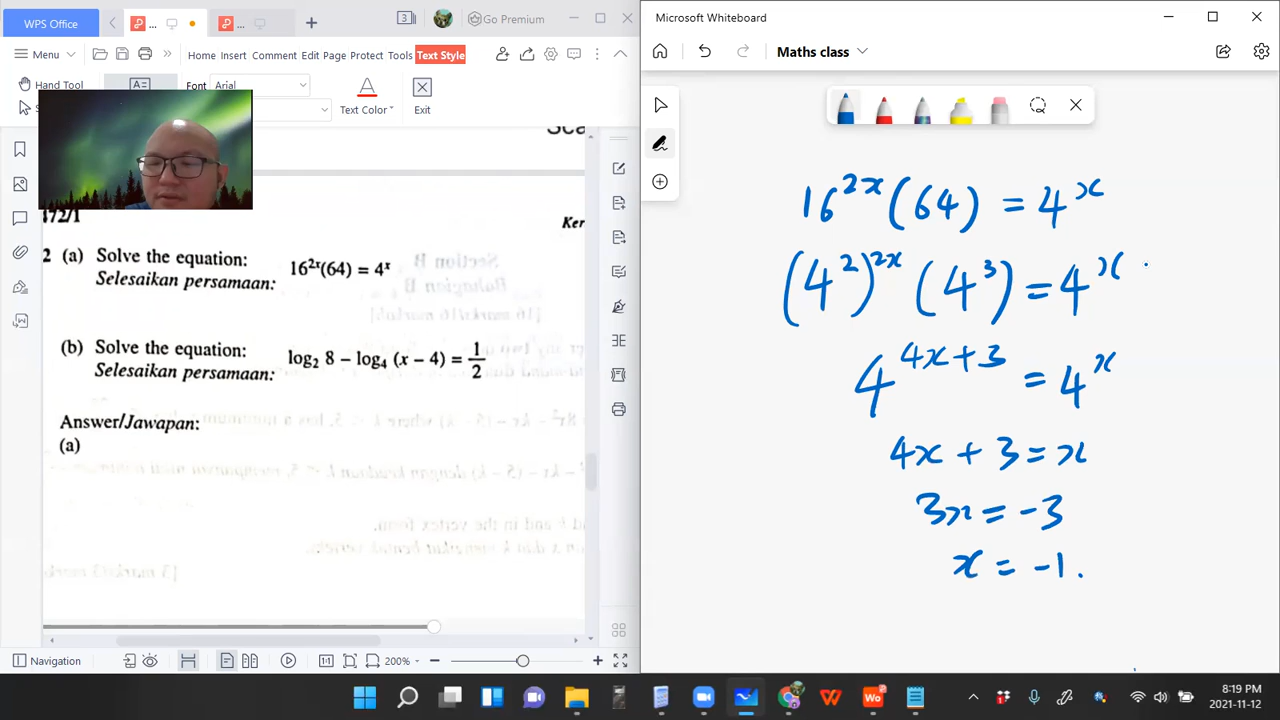 WPS Office
3
Go Premium
Menu
Home Insert Comment Edit Page Protect Tools Text Style
Hand Tool
Font Arial
Text Color
Exit
472/1
Ker
2 (a) Solve the equation: 16^{2x}(64) = 4^x
Selesaikan persamaan:
(b) Solve the equation: log₂ 8 – log₄ (x – 4) = 1/2
Selesaikan persamaan:
Answer/Jawapan:
(a)
Navigation
1:1
200%
Microsoft Whiteboard
Maths class
16^{2x}(64) = 4^x
(4^2)^{2x} (4^3) = 4^x
4^{4x+3} = 4^x
4x + 3 = x
3x = -3
x = -1.
8:19 PM
2021-11-12